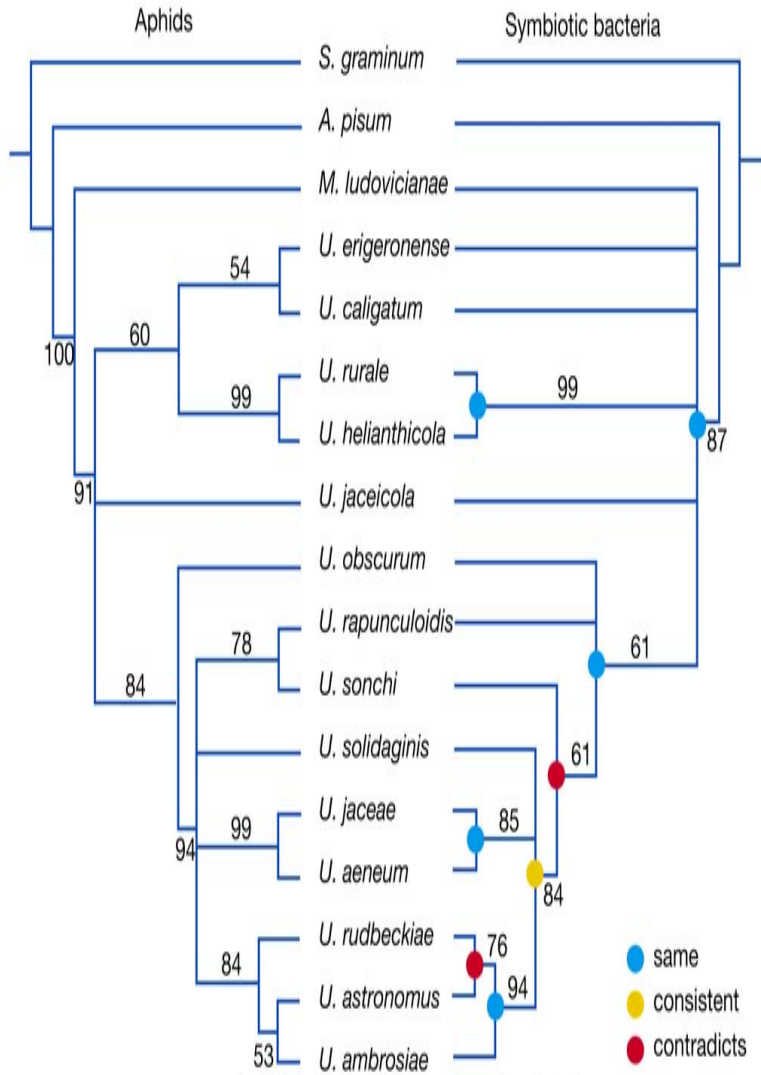 Aphids
Symbiotic bacteria
S. graminum
A. pisum
M. ludovicianae
U. erigeronense
54
U. caligatum
60
100
U. rurale
99
99
U. helianthicola
87
91
U. jaceicola
U. obscurum
U. rapunculoidis
78
61
U. sonchi
84
U. solidaginis
61
U. jaceae
85
99
94
U. aeneum
84
U. rudbeckiae
76
84
94
U. astronomus
53
U. ambrosiae
same
consistent
contradicts